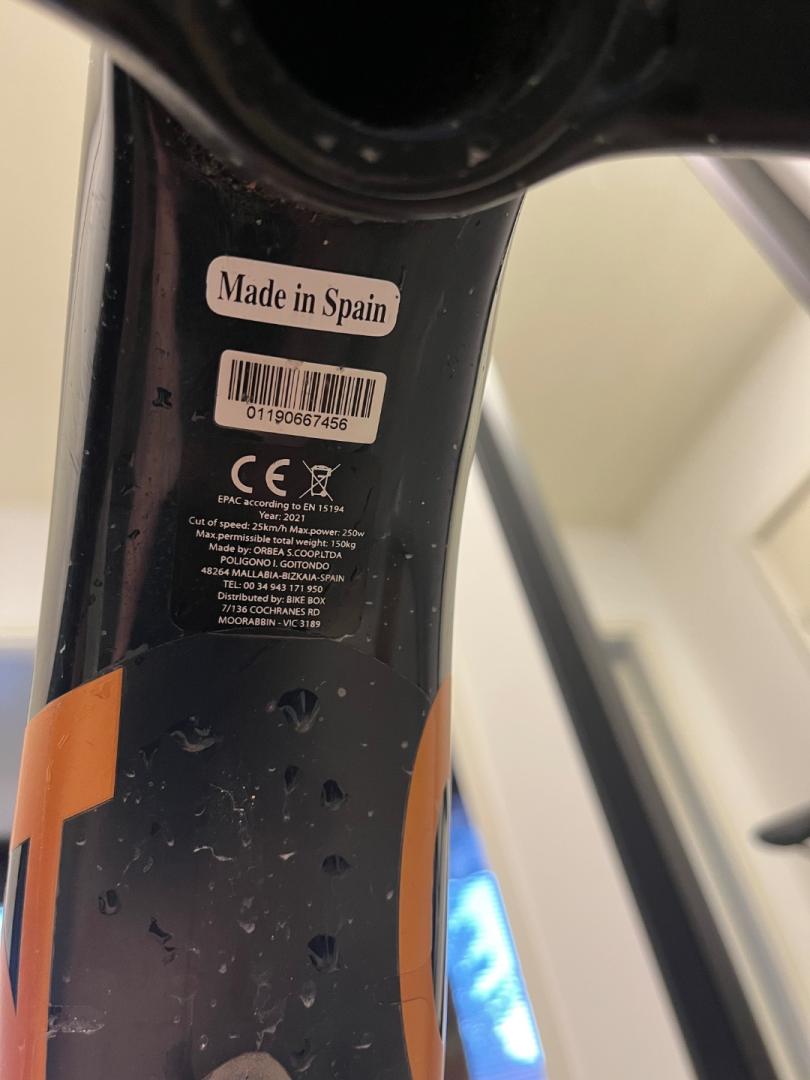 Made in Spain
01190667456
CE
EPAC according to EN 15194
Year: 2021
Cut of speed: 25km/h Max.power: 250w
Max.permissible total weight: 150kg
Made by: ORBEA S.COOP.LTDA
POLIGONO I. GOITONDO
48264 MALLABIA-BIZKAIA-SPAIN
TEL: 00 34 943 171 950
Distributed by: BIKE BOX
7/136 COCHRANES RD
MOORABBIN - VIC 3189